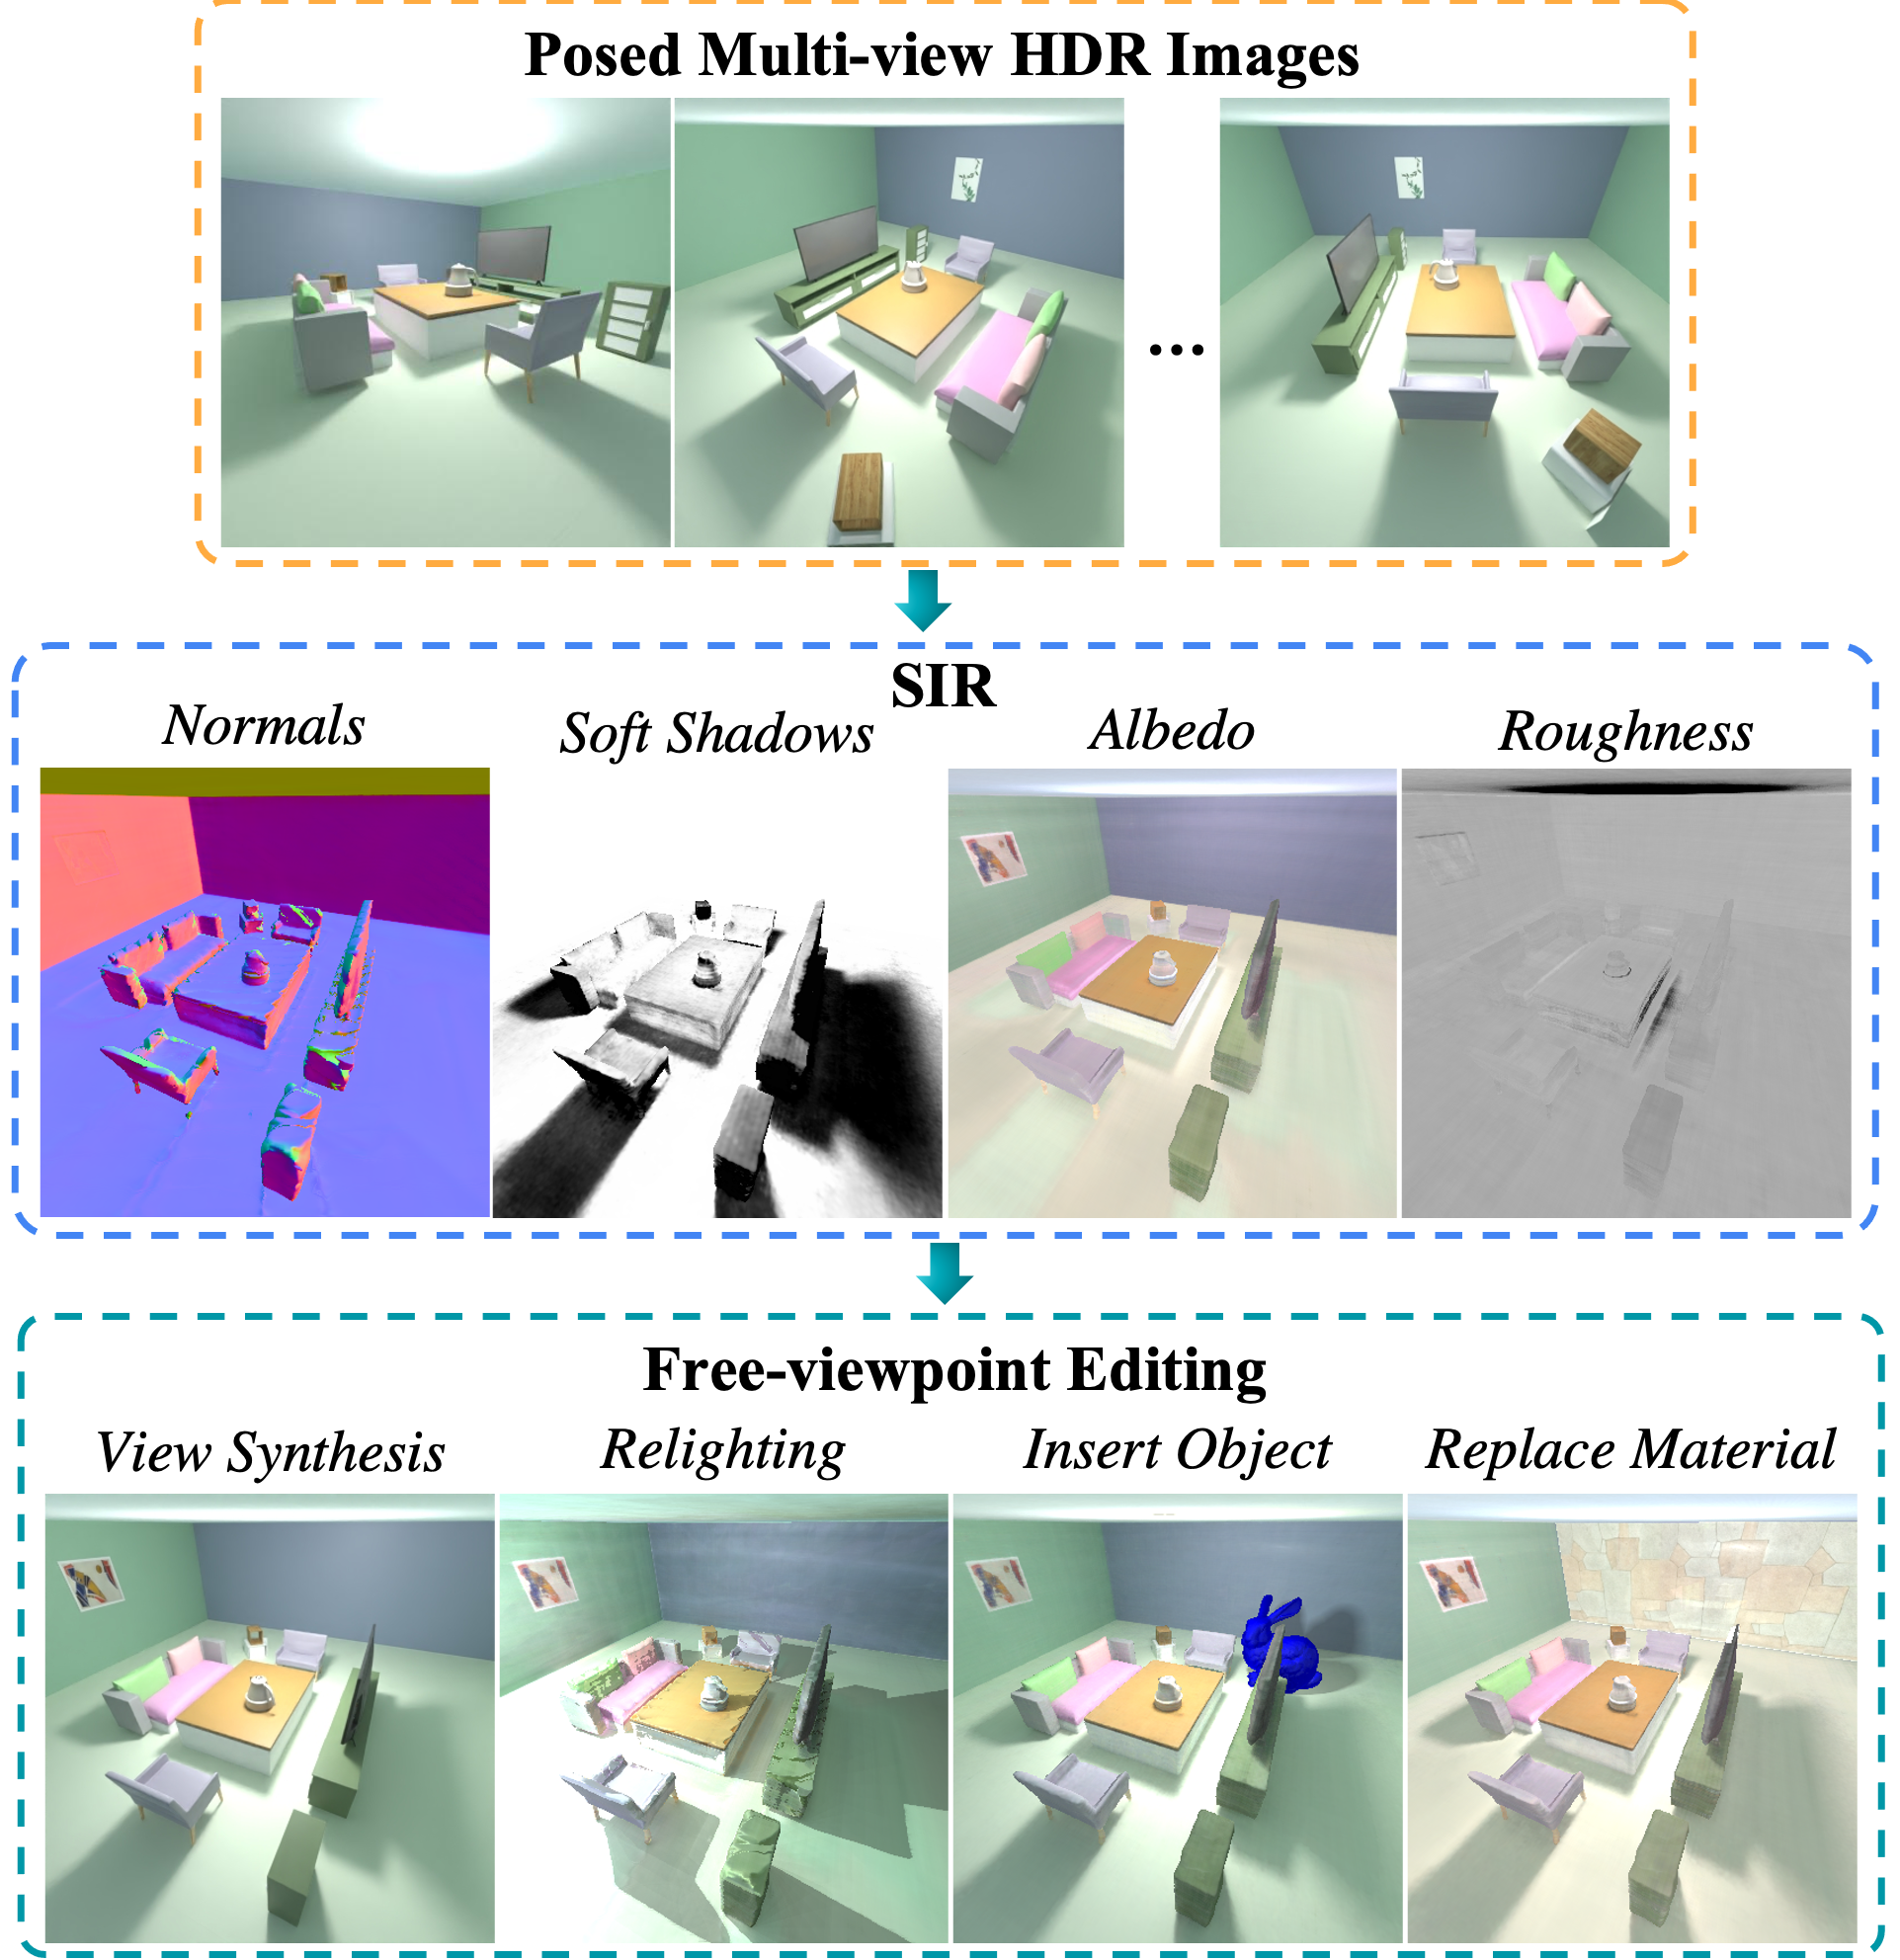 Posed Multi-view HDR Images
...
SIR
Normals
Soft Shadows
Albedo
Roughness
Free-viewpoint Editing
View Synthesis
Relighting
Insert Object
Replace Material